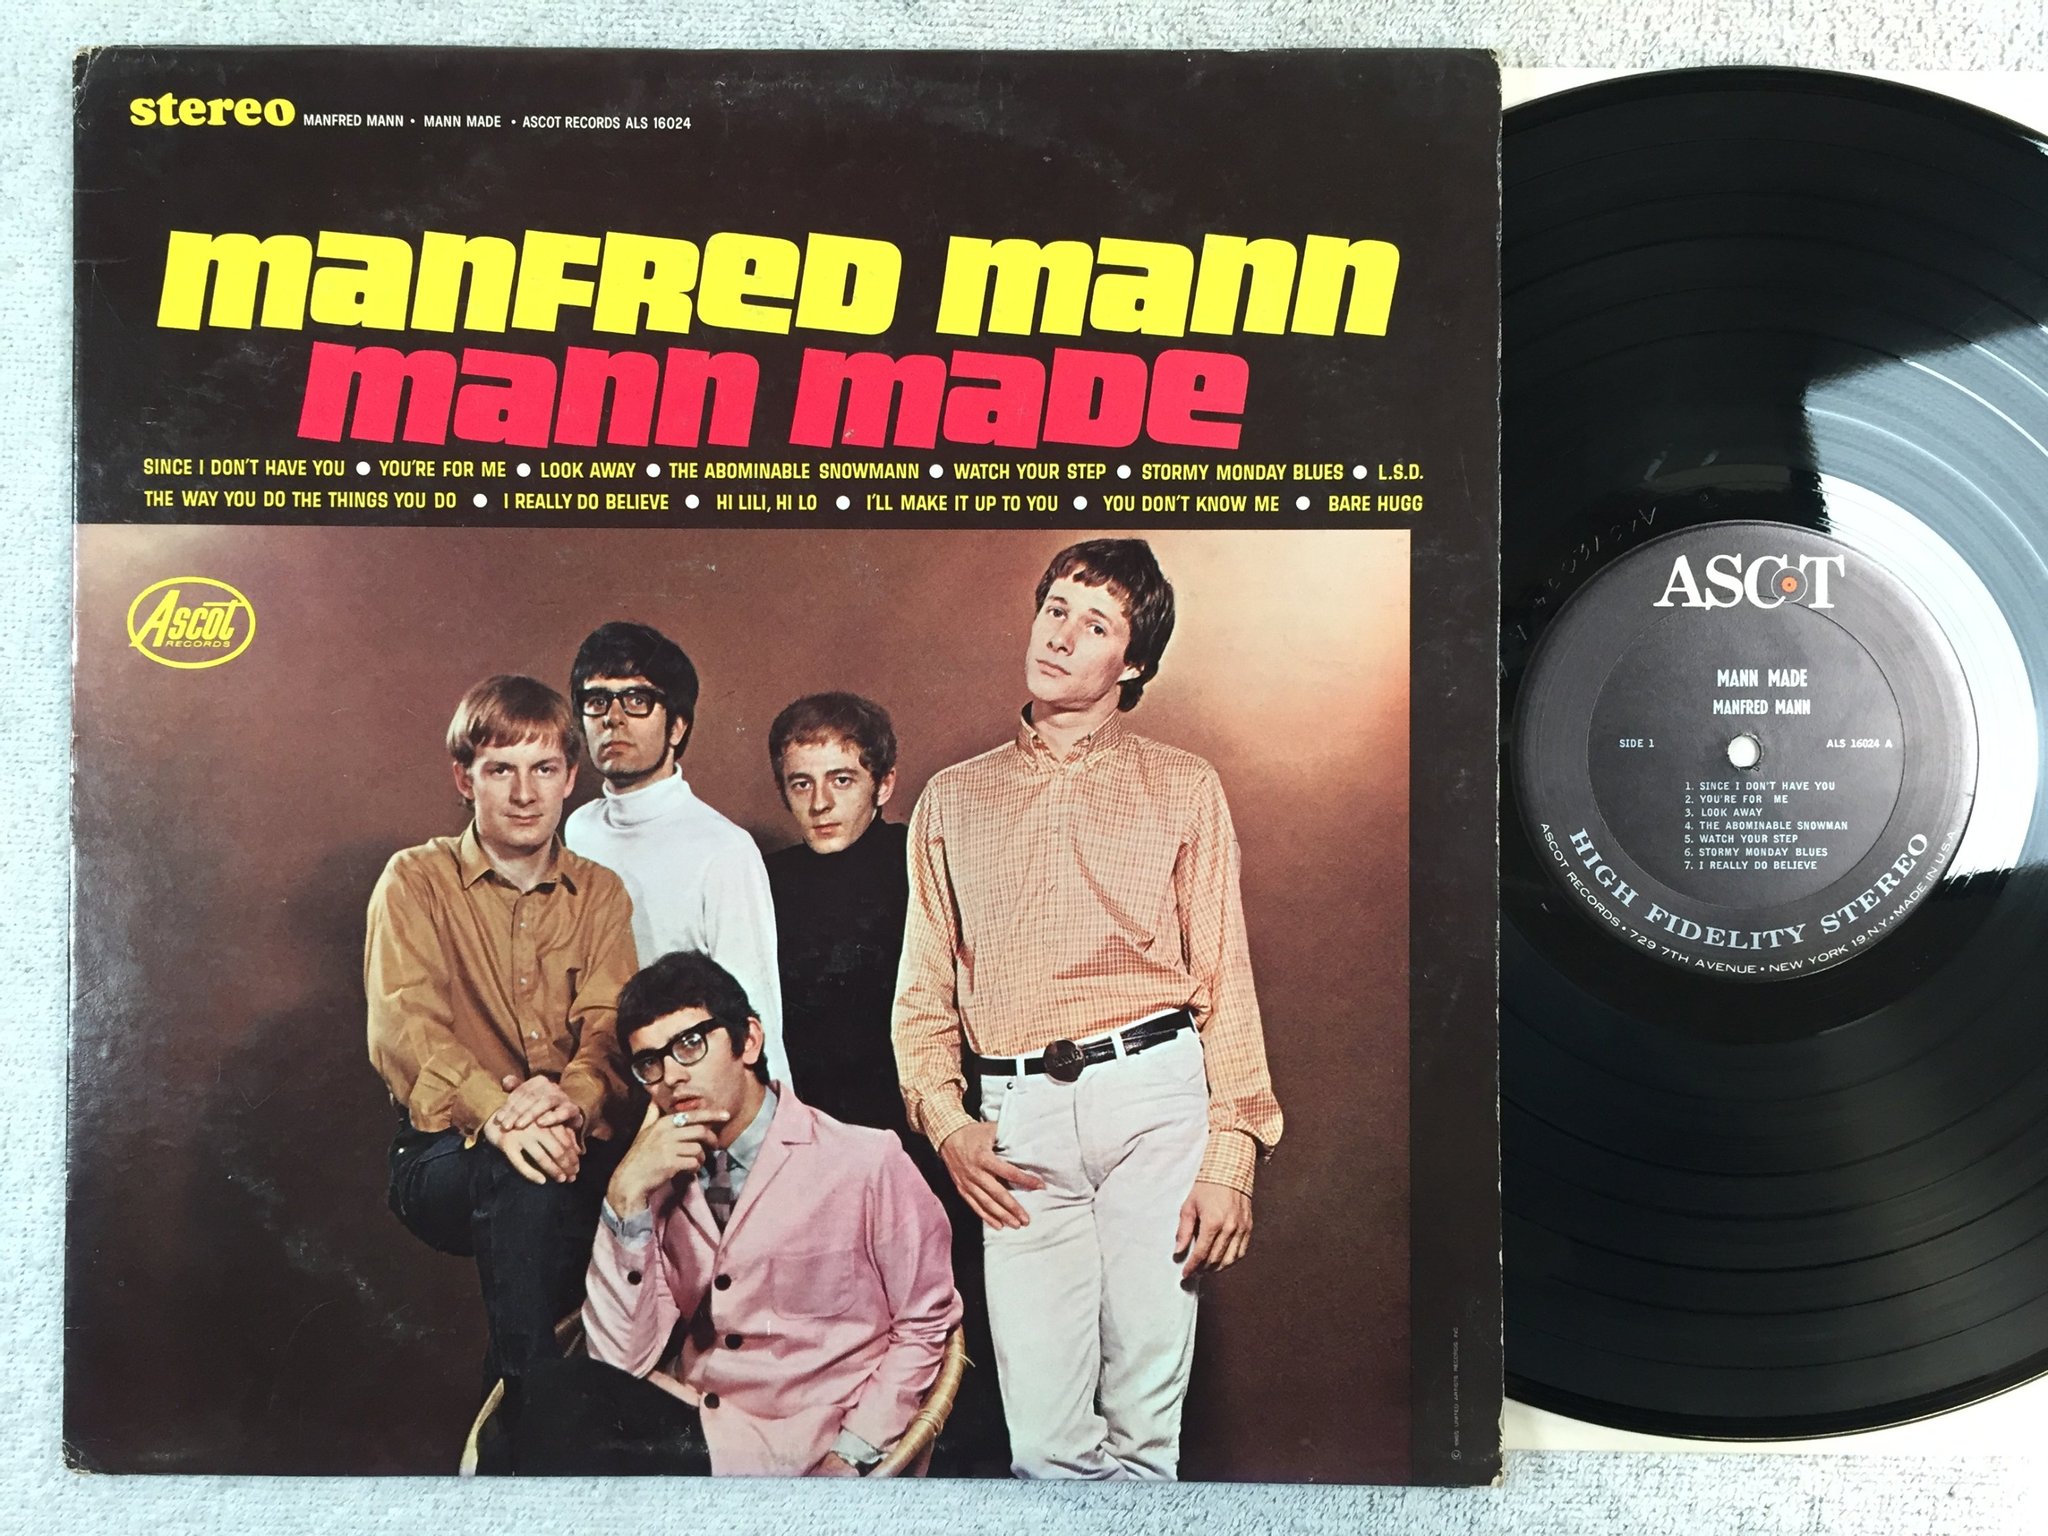 stereo MANFRED MANN • MANN MADE • ASCOT RECORDS ALS 16024
manFReD mann
mann maDe
SINCE I DON'T HAVE YOU ● YOU'RE FOR ME ● LOOK AWAY ● THE ABOMINABLE SNOWMANN ● WATCH YOUR STEP ● STORMY MONDAY BLUES ● L.S.D.
THE WAY YOU DO THE THINGS YOU DO ● I REALLY DO BELIEVE ● HI LILI, HI LO ● I'LL MAKE IT UP TO YOU ● YOU DON'T KNOW ME ● BARE HUGG
Ascot
RECORDS
© 1965 UNITED ARTISTS RECORDS INC
ASCOT
MANN MADE
MANFRED MANN
SIDE 1 ALS 16024 A
1. SINCE I DON'T HAVE YOU
2. YOU'RE FOR ME
3. LOOK AWAY
4. THE ABOMINABLE SNOWMAN
5. WATCH YOUR STEP
6. STORMY MONDAY BLUES
7. I REALLY DO BELIEVE
HIGH FIDELITY STEREO
ASCOT RECORDS • 729 7TH AVENUE • NEW YORK 19, N.Y. • MADE IN U.S.A.